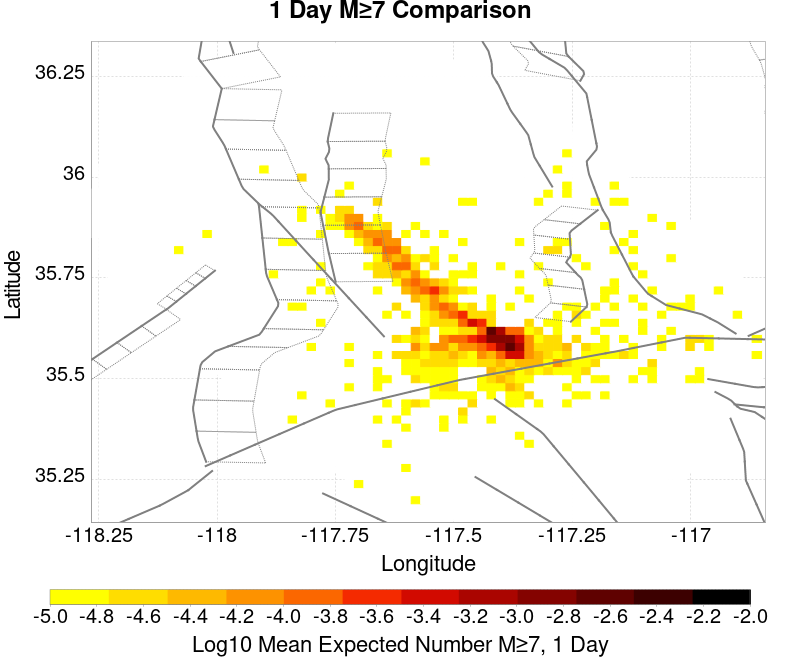 1 Day M≥7 Comparison
36.25
36
35.75
35.5
35.25
Latitude
-118.25 -118 -117.75 -117.5 -117.25 -117
Longitude
-5.0 -4.8 -4.6 -4.4 -4.2 -4.0 -3.8 -3.6 -3.4 -3.2 -3.0 -2.8 -2.6 -2.4 -2.2 -2.0
Log10 Mean Expected Number M≥7, 1 Day